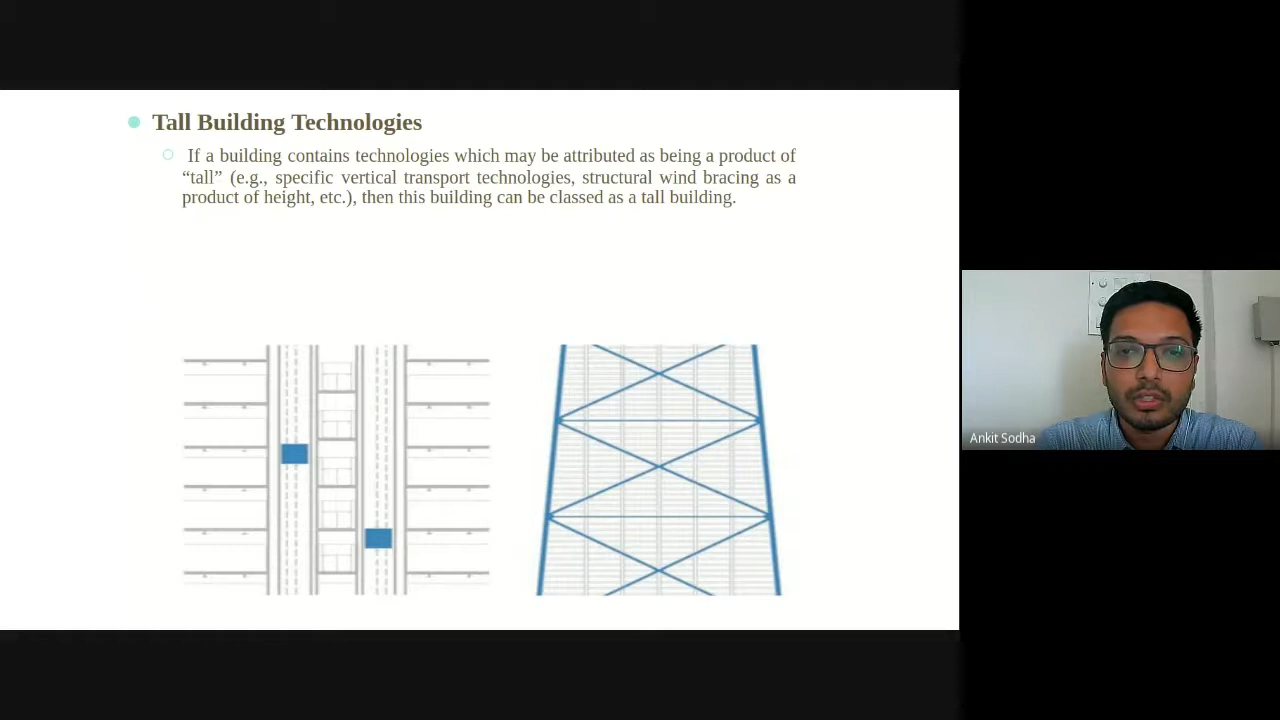 Tall Building Technologies
If a building contains technologies which may be attributed as being a product of
“tall” (e.g., specific vertical transport technologies, structural wind bracing as a
product of height, etc.), then this building can be classed as a tall building.
Ankit Sodha